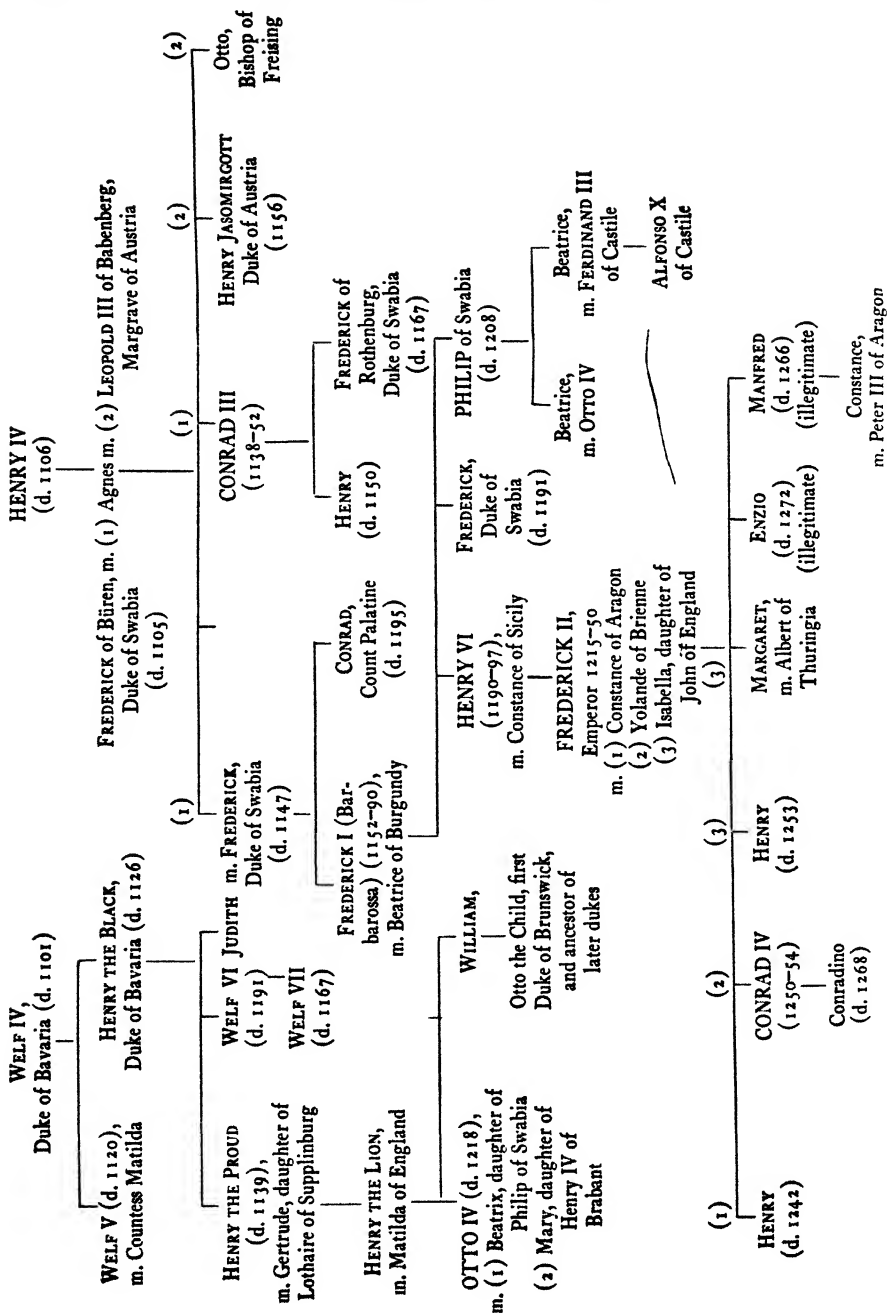 WELF IV,
Duke of Bavaria (d. 1101)
HENRY IV
(d. 1106)
WELF V (d. 1120),
m. Countess Matilda
HENRY THE BLACK,
Duke of Bavaria (d. 1126)
FREDERICK of Büren, m. (1) Agnes m. (2) LEOPOLD III of Babenberg,
Duke of Swabia
(d. 1105)
Margrave of Austria
(1)
(1)
(2)
(2)
HENRY THE PROUD
(d. 1139),
m. Gertrude, daughter of
Lothaire of Supplinburg
WELF VI
(d. 1191)
WELF VII
(d. 1167)
JUDITH m. FREDERICK,
Duke of Swabia
(d. 1147)
CONRAD III
(1138–52)
HENRY JASOMIRGOTT
Duke of Austria
(1156)
Otto,
Bishop of
Freising
HENRY THE LION,
m. Matilda of England
FREDERICK I (Bar-
barossa) (1152–90),
m. Beatrice of Burgundy
CONRAD,
Count Palatine
(d. 1195)
HENRY
(d. 1150)
FREDERICK of
Rothenburg,
Duke of Swabia
(d. 1167)
OTTO IV (d. 1218),
m. (1) Beatrix, daughter of
Philip of Swabia
(2) Mary, daughter of
Henry IV of
Brabant
WILLIAM,
Otto the Child, first
Duke of Brunswick,
and ancestor of
later dukes
HENRY VI
(1190–97),
m. Constance of Sicily
FREDERICK,
Duke of
Swabia
(d. 1191)
PHILIP of Swabia
(d. 1208)
FREDERICK II,
Emperor 1215–50
m. (1) Constance of Aragon
(2) Yolande of Brienne
(3) Isabella, daughter of
John of England
Beatrice,
m. OTTO IV
Beatrice,
m. FERDINAND III
of Castile
ALFONSO X
of Castile
(1)
(2)
(3)
(3)
HENRY
(d. 1242)
CONRAD IV
(1250–54)
Conradino
(d. 1268)
HENRY
(d. 1253)
MARGARET,
m. Albert of
Thuringia
ENZIO
(d. 1272)
(illegitimate)
MANFRED
(d. 1266)
(illegitimate)
Constance,
m. Peter III of Aragon